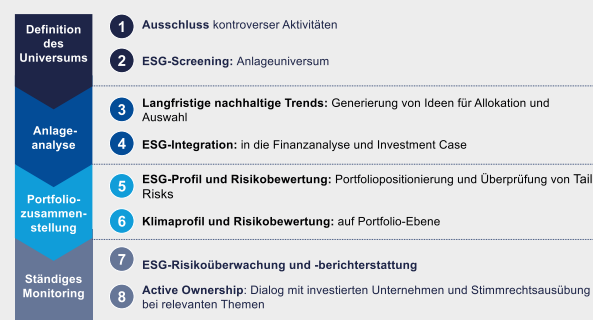 Definition
des
Universums
1 Ausschluss kontroverser Aktivitäten
2 ESG-Screening: Anlageuniversum
Anlage-
analyse
3 Langfristige nachhaltige Trends: Generierung von Ideen für Allokation und
Auswahl
4 ESG-Integration: in die Finanzanalyse und Investment Case
Portfolio-
zusammen-
stellung
5 ESG-Profil und Risikobewertung: Portfoliopositionierung und Überprüfung von Tail
Risks
6 Klimaprofil und Risikobewertung: auf Portfolio-Ebene
Ständiges
Monitoring
7 ESG-Risikoüberwachung und -berichterstattung
8 Active Ownership: Dialog mit investierten Unternehmen und Stimmrechtsausübung
bei relevanten Themen